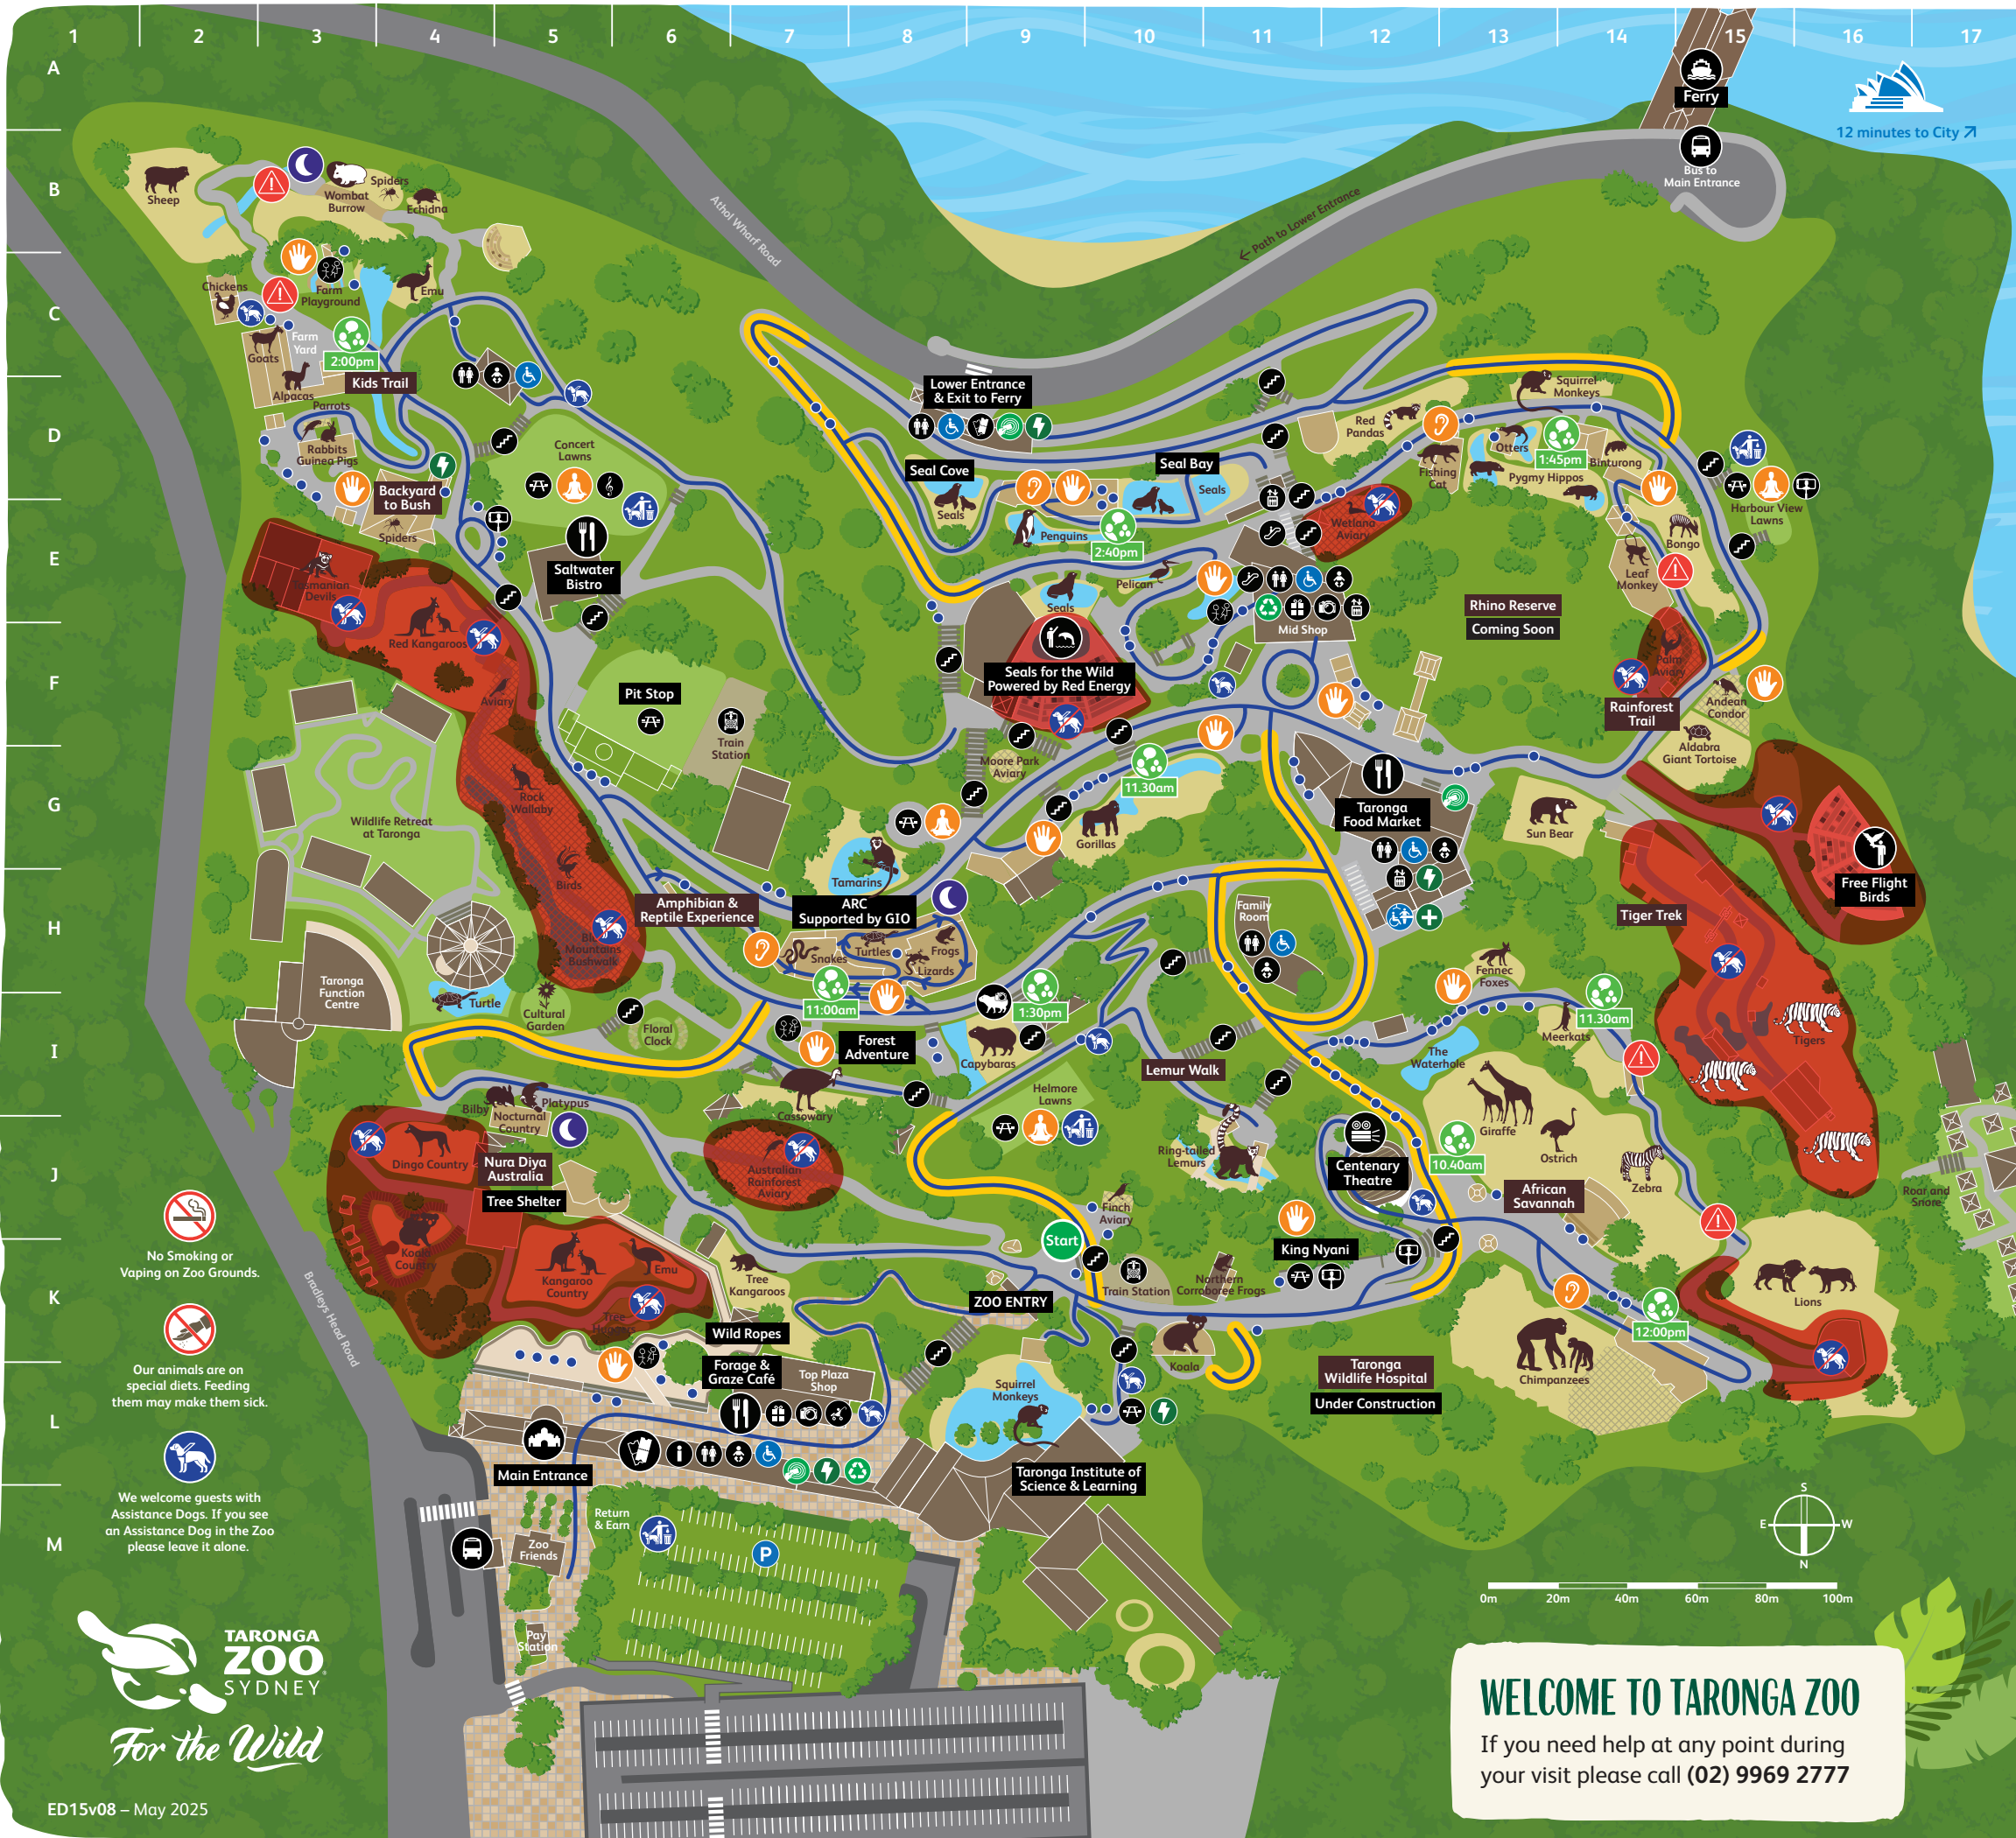 1 2 3 4 5 6 7 8 9 10 11 12 13 14 15 16 17
A
B
C
D
E
F
G
H
I
J
K
L
M
Ferry
12 minutes to City
Bus to
Main Entrance
Path to Lower Entrance
Athol Wharf Road
Sheep
Wombat
Burrow
Spiders
Echidna
Chickens
Farm
Playground
Emu
Farm
Yard
Goats
2:00pm
Alpacas
Kids Trail
Parrots
Rabbits
Guinea Pigs
Backyard
to Bush
Spiders
Concert
Lawns
Saltwater
Bistro
Lower Entrance
& Exit to Ferry
Seal Cove
Seals
Seal Bay
Seals
Penguins
2:40pm
Pelican
Seals
Wetland
Aviary
Red
Pandas
Squirrel
Monkeys
Fishing
Cat
Otters
1:45pm
Binturong
Pygmy Hippos
Harbour View
Lawns
Bongo
Leaf
Monkey
Rhino Reserve
Coming Soon
Mid Shop
Seals for the Wild
Powered by Red Energy
Palm
Aviary
Rainforest
Trail
Andean
Condor
Aldabra
Giant Tortoise
Tasmanian
Devils
Red Kangaroos
Aviary
Pit Stop
Train
Station
Rock
Wallaby
Wildlife Retreat
at Taronga
Birds
Blue
Mountains
Bushwalk
Moore Park
Aviary
11.30am
Gorillas
Taronga
Food Market
Sun Bear
Free Flight
Birds
Tamarins
Amphibian &
Reptile Experience
ARC
Supported by GIO
Snakes
Turtles
Frogs
Lizards
11:00am
1:30pm
Family
Room
Tiger Trek
Fennec
Foxes
11.30am
Meerkats
Tigers
Taronga
Function
Centre
Turtle
Cultural
Garden
Floral
Clock
Forest
Adventure
Capybaras
Lemur Walk
The
Waterhole
Giraffe
Ostrich
Zebra
10.40am
Helmore
Lawns
Cassowary
Bilby
Platypus
Nocturnal
Country
Dingo Country
Nura Diya
Australia
Tree Shelter
Australian
Rainforest
Aviary
Ring-tailed
Lemurs
Centenary
Theatre
African
Savannah
Roar and
Snore
Finch
Aviary
Start
King Nyani
Koala
Country
Kangaroo
Country
Emu
Tree
Kangaroos
Train Station
Northern
Corroboree Frogs
ZOO ENTRY
Lions
12:00pm
Chimpanzees
Wild Ropes
Forage &
Graze Café
Top Plaza
Shop
Koala
Taronga
Wildlife Hospital
Under Construction
Squirrel
Monkeys
Main Entrance
Taronga Institute of
Science & Learning
Bradleys Head Road
No Smoking or
Vaping on Zoo Grounds.
Our animals are on
special diets. Feeding
them may make them sick.
We welcome guests with
Assistance Dogs. If you see
an Assistance Dog in the Zoo
please leave it alone.
Return
& Earn
Zoo
Friends
P
Pay
Station
S
E W
N
0m 20m 40m 60m 80m 100m
TARONGA
ZOO
SYDNEY
For the Wild
WELCOME TO TARONGA ZOO
If you need help at any point during
your visit please call (02) 9969 2777
ED15v08 – May 2025